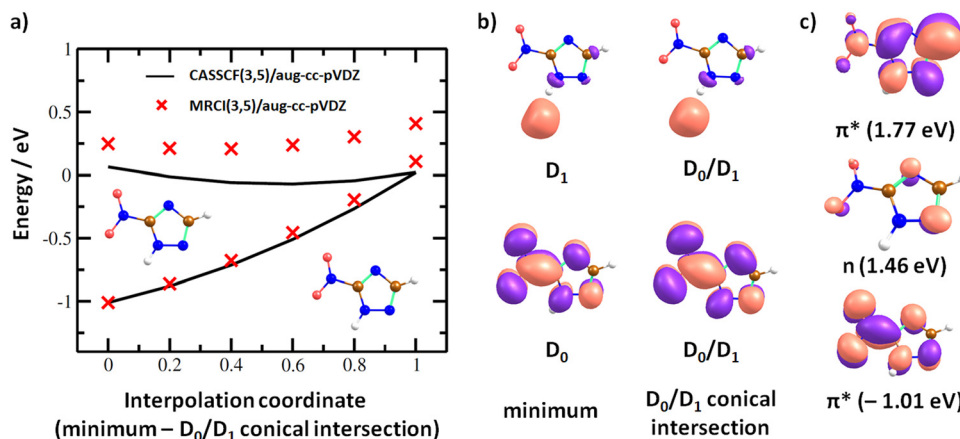 a)
CASSCF(3,5)/aug-cc-pVDZ
MRCI(3,5)/aug-cc-pVDZ
Energy / eV
1
0.5
0
-0.5
-1
0 0.2 0.4 0.6 0.8 1
Interpolation coordinate
(minimum – D₀/D₁ conical intersection)
b)
D₁ D₀/D₁
D₀ D₀/D₁
minimum
D₀/D₁ conical
intersection
c)
π* (1.77 eV)
n (1.46 eV)
π* (– 1.01 eV)